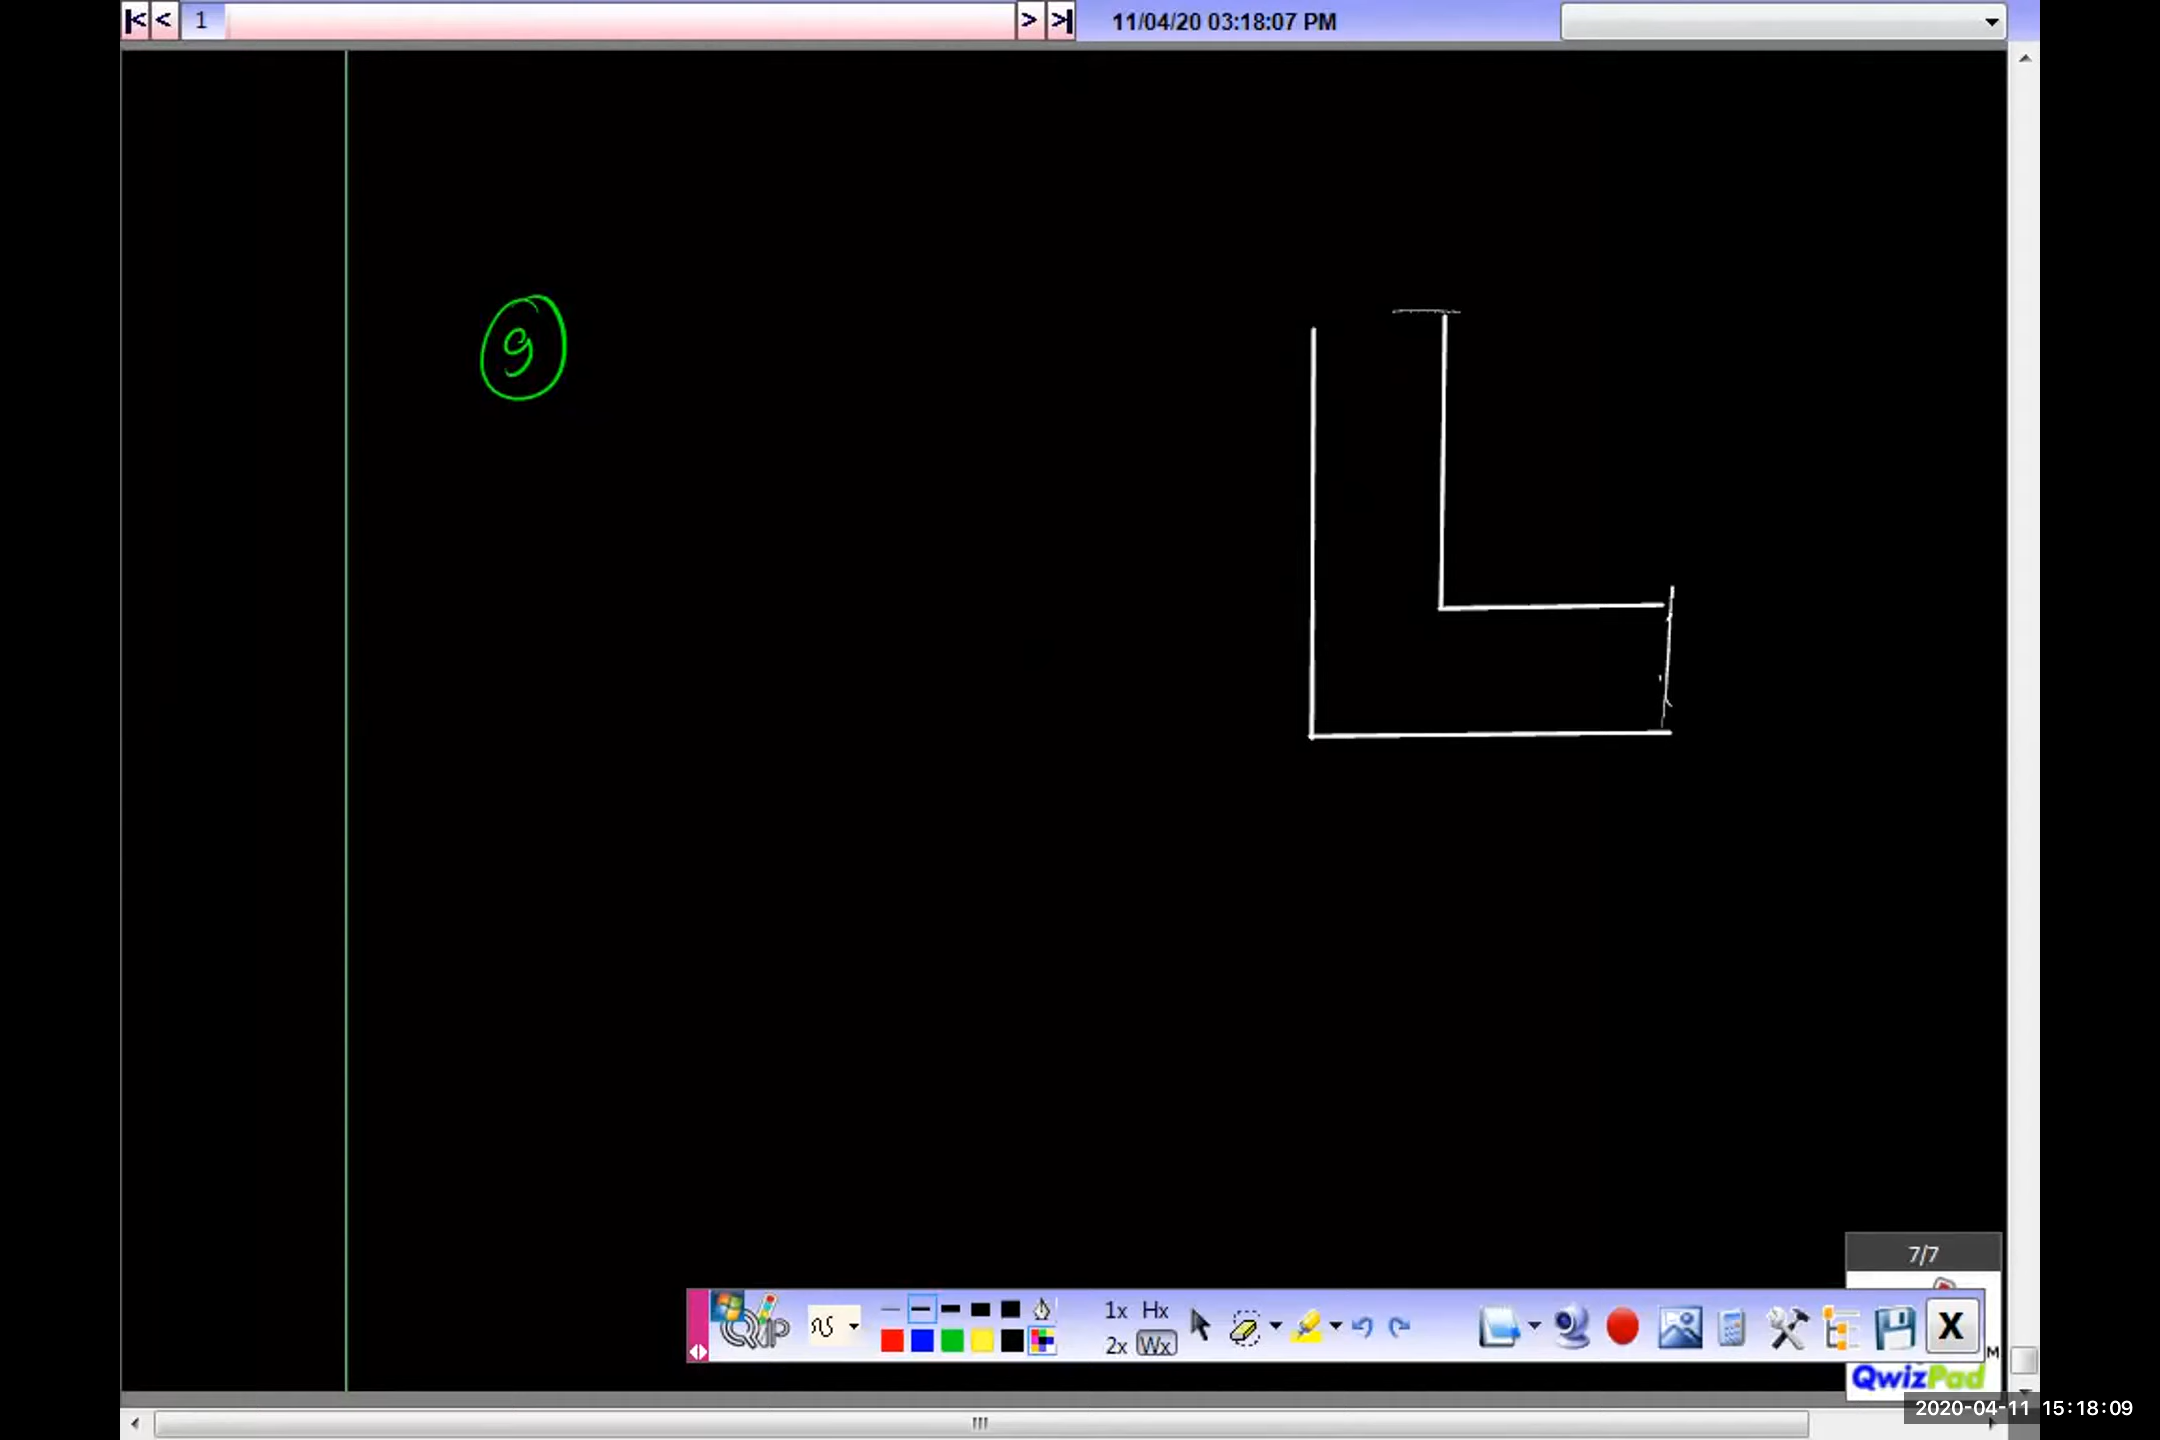 |< < 1 > >| 11/04/20 03:18:07 PM
9
7/7
1x Hx
2x Wx
QIP
X
M
QwizPad
2020-04-11 15:18:09